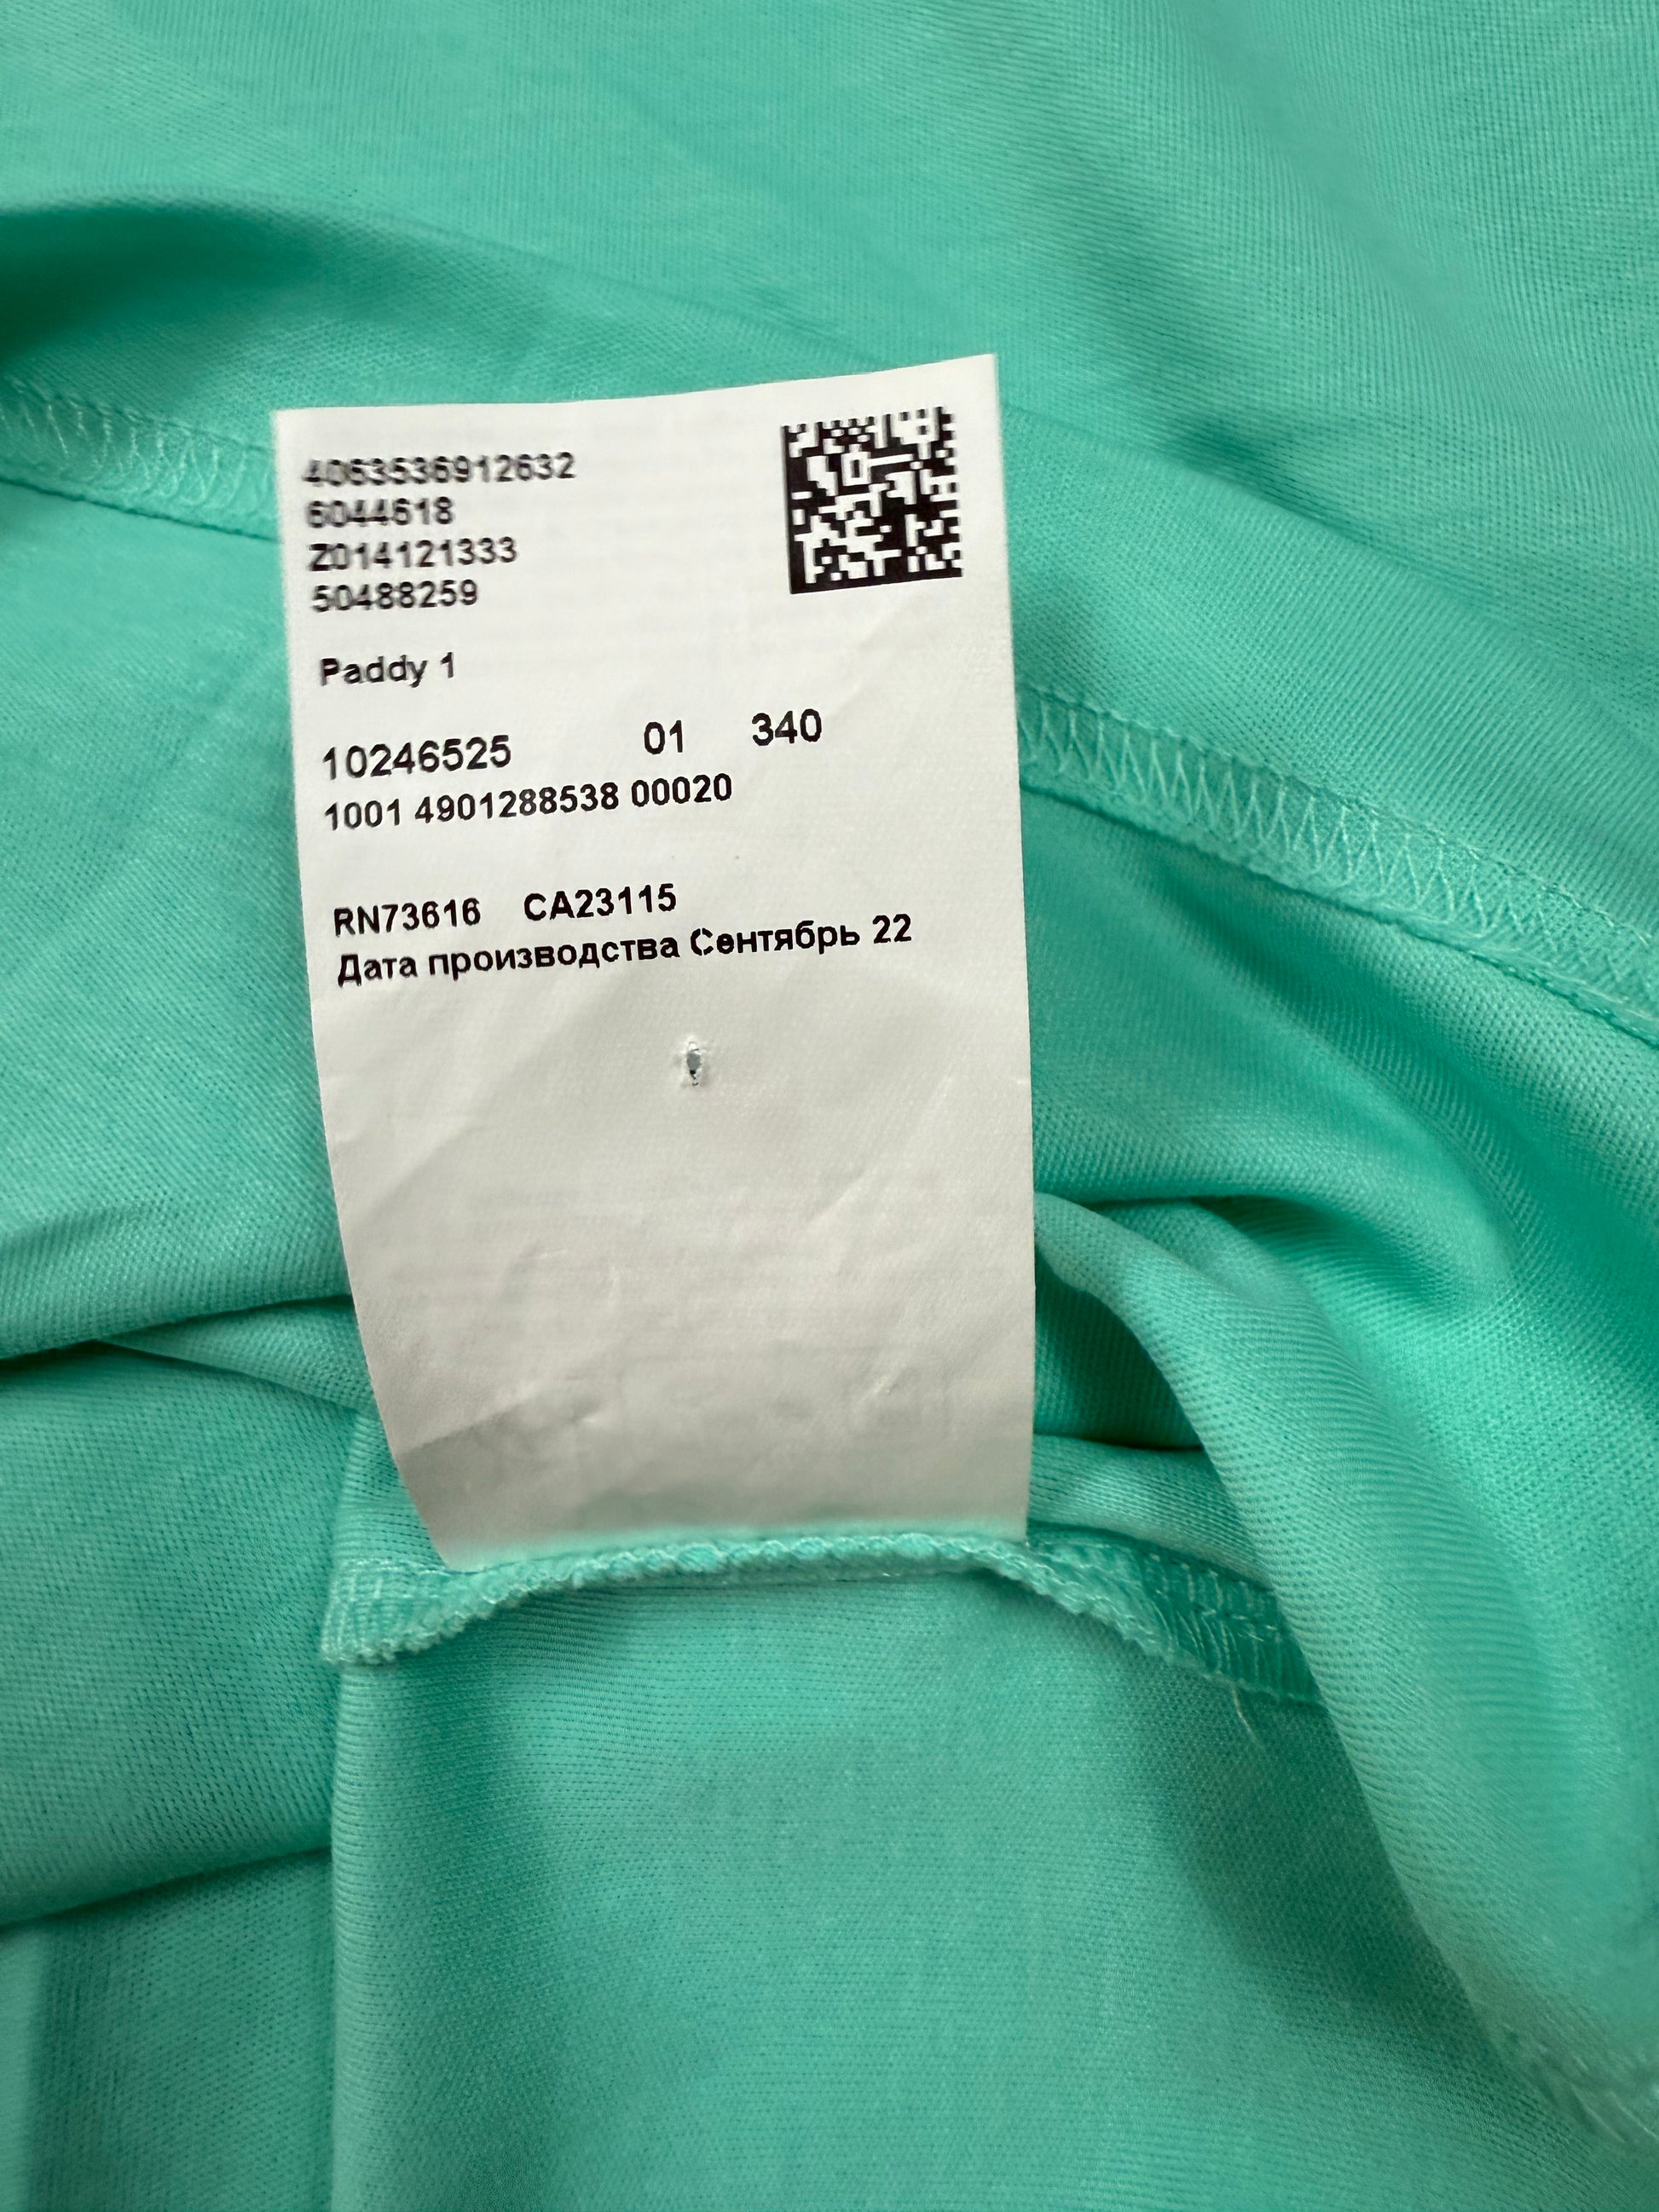 4063536912632
6044618
Z014121333
50488259
Paddy 1
10246525 01 340
1001 4901288538 00020
RN73616 CA23115
Дата производства Сентябрь 22